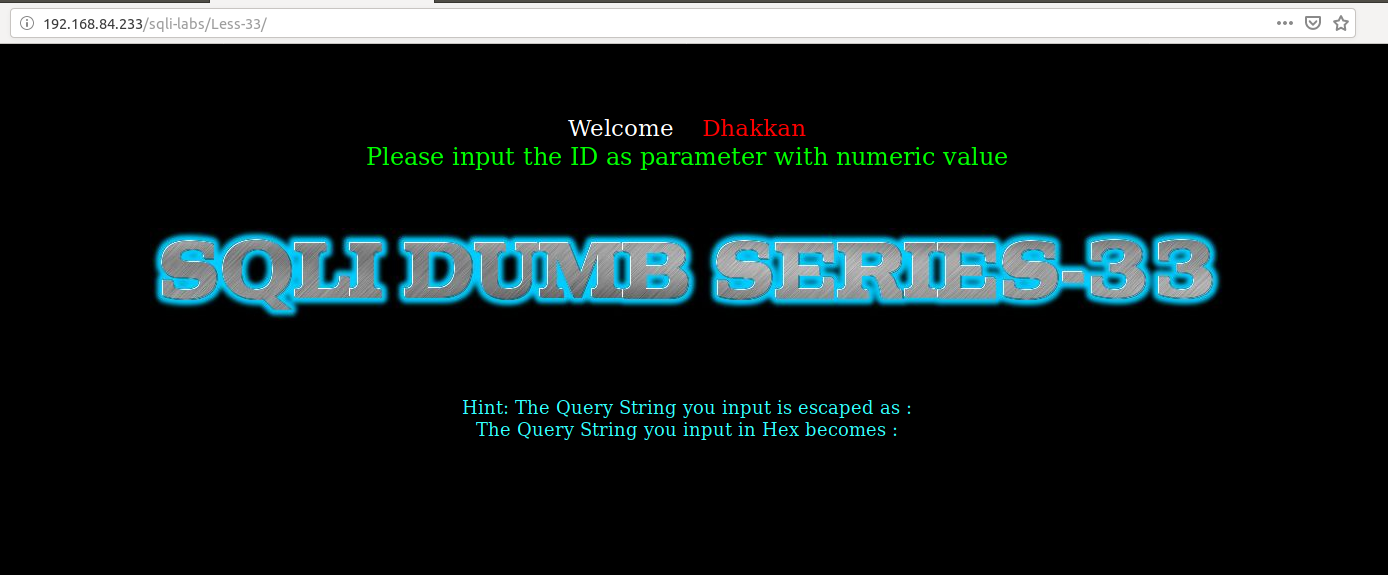 192.168.84.233/sqli-labs/Less-33/
Welcome Dhakkan
Please input the ID as parameter with numeric value
SQLI DUMB SERIES-33
Hint: The Query String you input is escaped as :
The Query String you input in Hex becomes :